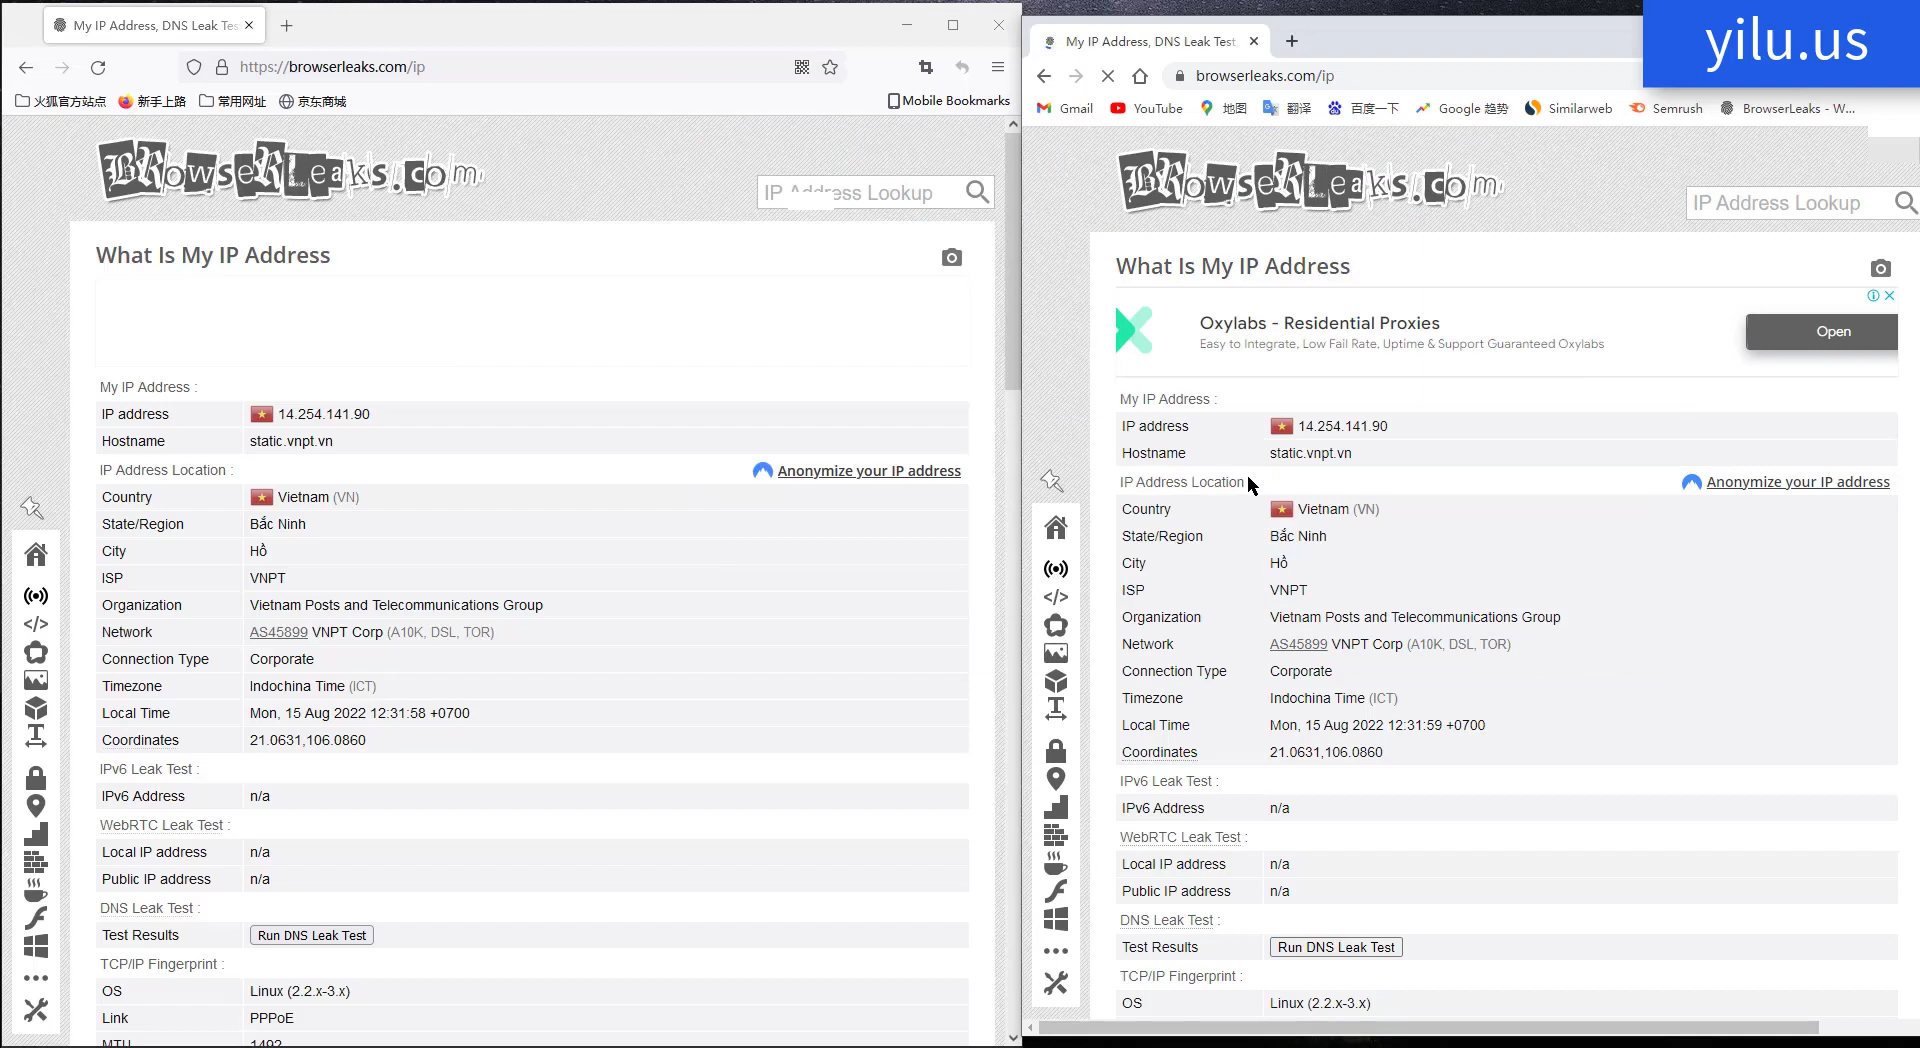 My IP Address, DNS Leak Tes
https://browserleaks.com/ip
火狐官方站点 新手上路 常用网址 京东商城 Mobile Bookmarks
BrowserLeaks.com
IP Address Lookup
What Is My IP Address
My IP Address :
IP address 14.254.141.90
Hostname static.vnpt.vn
IP Address Location : Anonymize your IP address
Country Vietnam (VN)
State/Region Bắc Ninh
City Hồ
ISP VNPT
Organization Vietnam Posts and Telecommunications Group
Network AS45899 VNPT Corp (A10K, DSL, TOR)
Connection Type Corporate
Timezone Indochina Time (ICT)
Local Time Mon, 15 Aug 2022 12:31:58 +0700
Coordinates 21.0631,106.0860
IPv6 Leak Test :
IPv6 Address n/a
WebRTC Leak Test :
Local IP address n/a
Public IP address n/a
DNS Leak Test :
Test Results Run DNS Leak Test
TCP/IP Fingerprint :
OS Linux (2.2.x-3.x)
Link PPPoE
MTU 1492
yilu.us
My IP Address, DNS Leak Test
browserleaks.com/ip
Gmail YouTube 地图 翻译 百度一下 Google 趋势 Similarweb Semrush BrowserLeaks - W...
BrowserLeaks.com
IP Address Lookup
What Is My IP Address
Oxylabs - Residential Proxies
Easy to Integrate, Low Fail Rate, Uptime & Support Guaranteed Oxylabs
Open
My IP Address :
IP address 14.254.141.90
Hostname static.vnpt.vn
IP Address Location Anonymize your IP address
Country Vietnam (VN)
State/Region Bắc Ninh
City Hồ
ISP VNPT
Organization Vietnam Posts and Telecommunications Group
Network AS45899 VNPT Corp (A10K, DSL, TOR)
Connection Type Corporate
Timezone Indochina Time (ICT)
Local Time Mon, 15 Aug 2022 12:31:59 +0700
Coordinates 21.0631,106.0860
IPv6 Leak Test :
IPv6 Address n/a
WebRTC Leak Test :
Local IP address n/a
Public IP address n/a
DNS Leak Test :
Test Results Run DNS Leak Test
TCP/IP Fingerprint :
OS Linux (2.2.x-3.x)